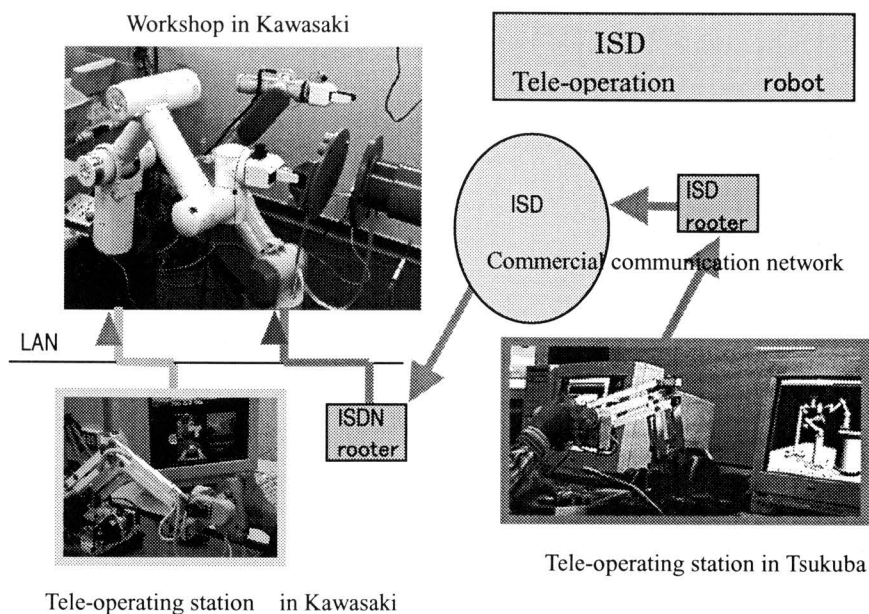 Workshop in Kawasaki
ISD
Tele-operation robot
ISD
ISD
rooter
Commercial communication network
LAN
ISDN
rooter
Tele-operating station in Tsukuba
Tele-operating station in Kawasaki